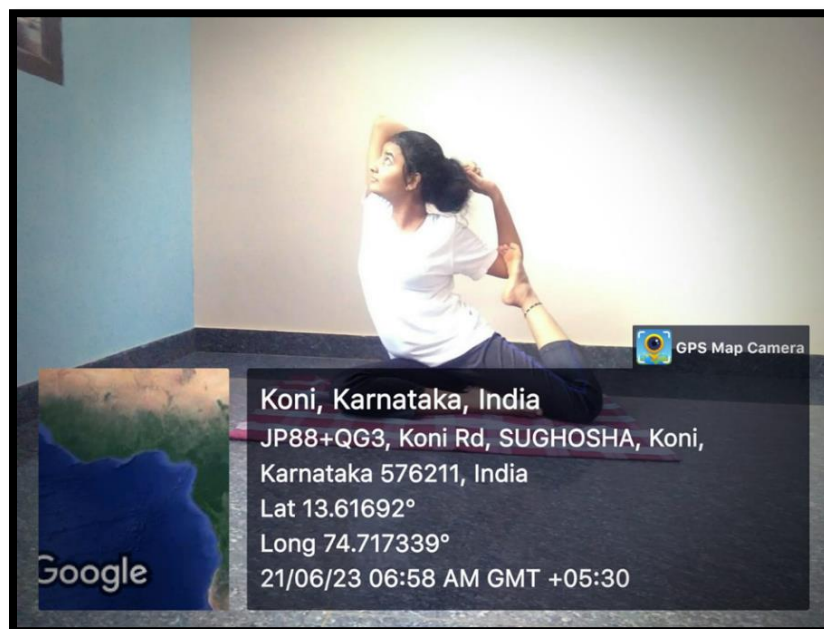 GPS Map Camera
Koni, Karnataka, India
JP88+QG3, Koni Rd, SUGHOSHA, Koni,
Karnataka 576211, India
Lat 13.61692°
Long 74.717339°
21/06/23 06:58 AM GMT +05:30
Google